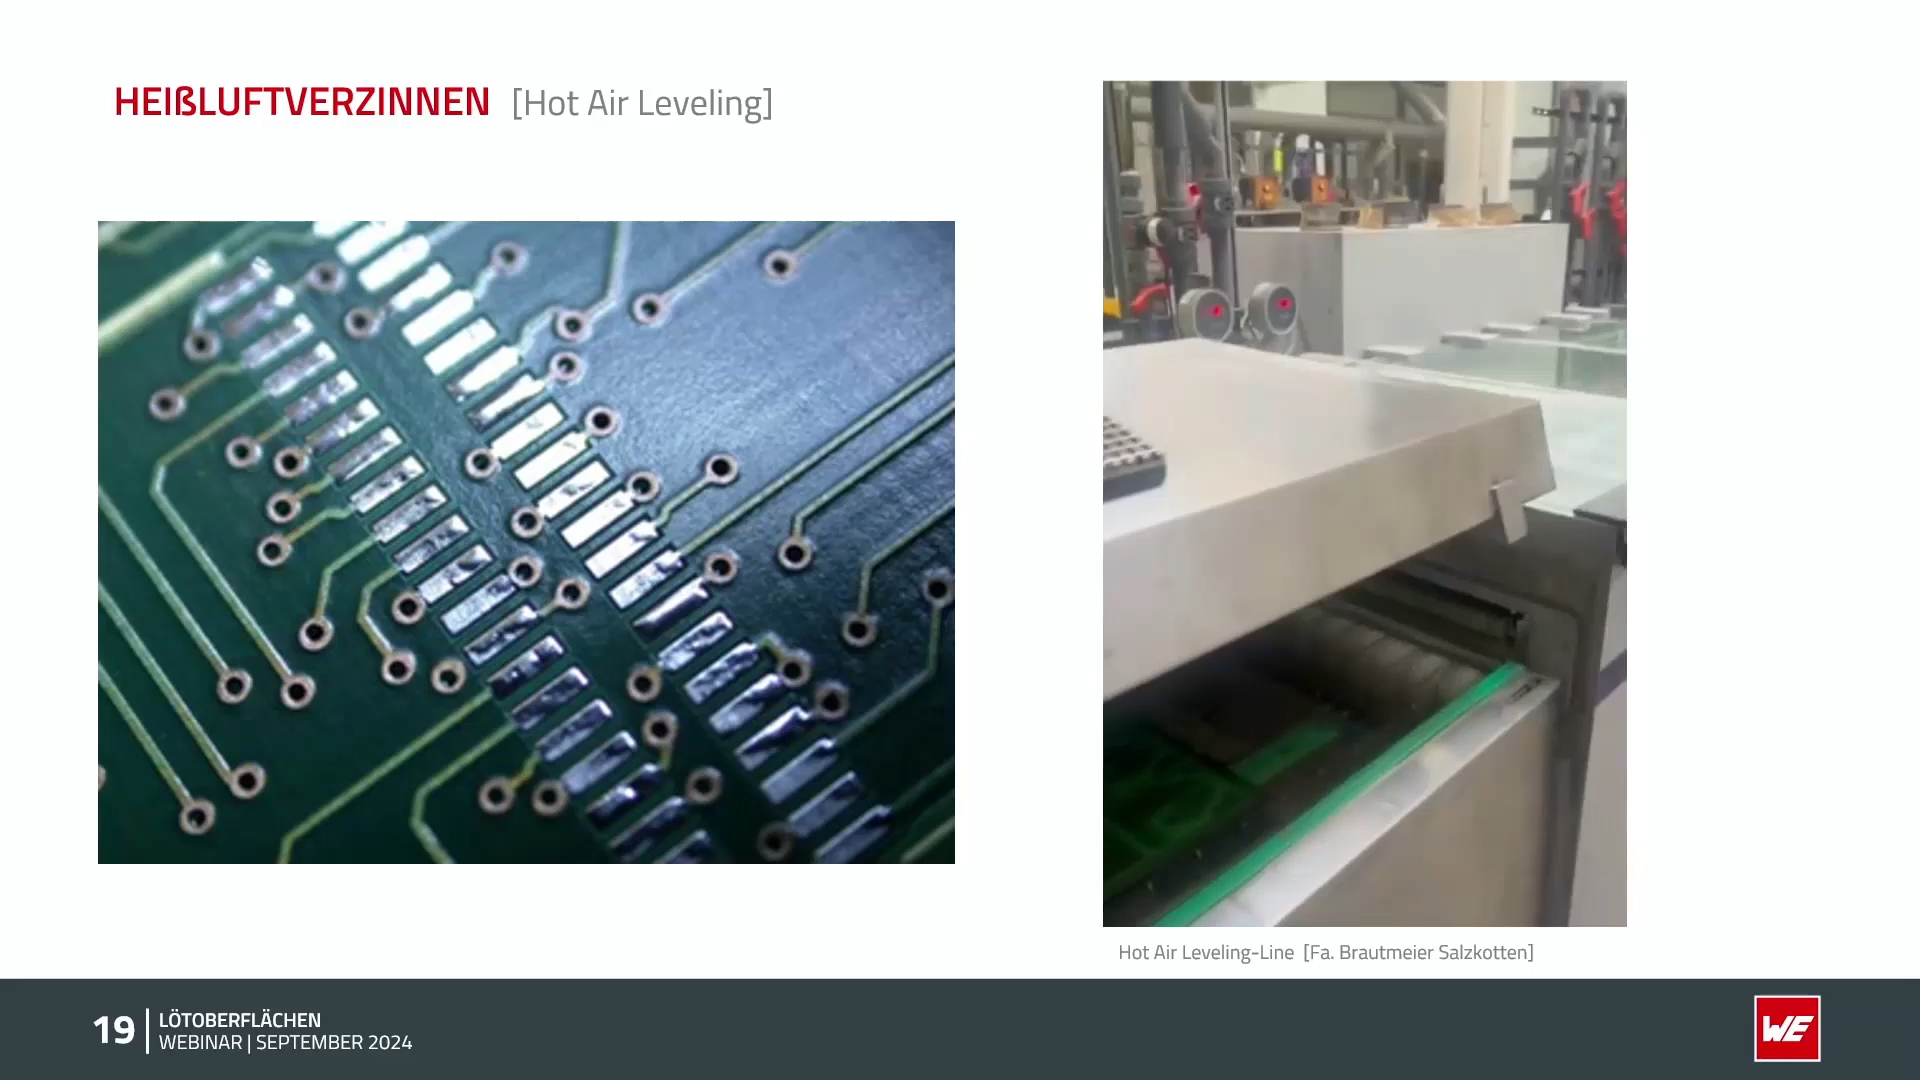 HEIßLUFTVERZINNEN [Hot Air Leveling]
Hot Air Leveling-Line [Fa. Brautmeier Salzkotten]
19
LÖTOBERFLÄCHEN
WEBINAR | SEPTEMBER 2024
WE